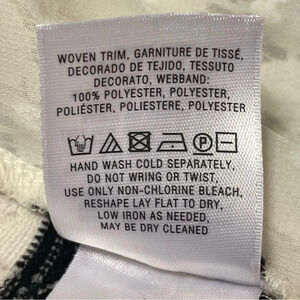 WOVEN TRIM, GARNITURE DE TISSÉ,
DECORADO DE TEJIDO, TESSUTO
DECORATO, WEBBAND:
100% POLYESTER, POLYESTER,
POLIÉSTER, POLIESTERE, POLYESTER
P
HAND WASH COLD SEPARATELY,
DO NOT WRING OR TWIST,
USE ONLY NON-CHLORINE BLEACH,
RESHAPE LAY FLAT TO DRY,
LOW IRON AS NEEDED,
MAY BE DRY CLEANED